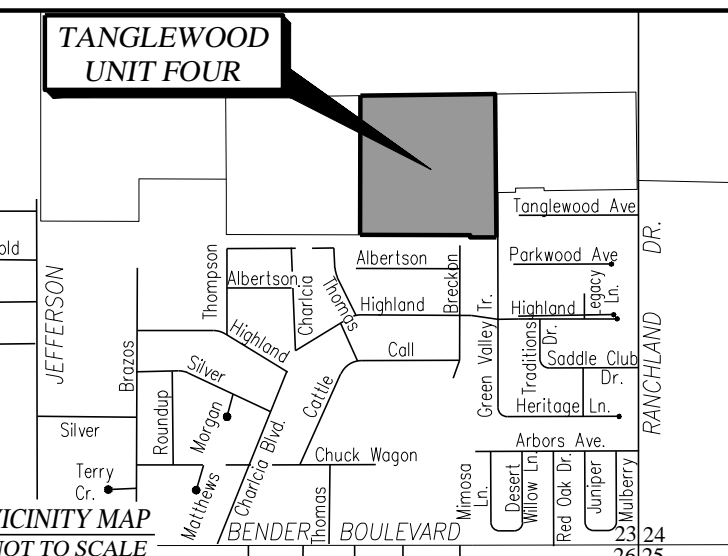 TANGLEWOOD
UNIT FOUR
Tanglewood Ave
old
Albertson
Parkwood Ave
DR.
JEFFERSON
Thompson
Albertson
Charlcia
Thomas
Highland
Breckon
Green Valley Tr.
Highland
Legacy
Ln.
Brazos
Highland
Silver
Call
Traditions
Dr.
Saddle Club
Dr.
RANCHLAND
Roundup
Morgan
Cattle
Heritage Ln.
Silver
Charlcia Blvd.
Arbors Ave.
Terry
Cr.
Matthews
Chuck Wagon
Thomas
Mimosa
Ln.
Desert
Willow Ln.
Red Oak Dr.
Juniper
Mulberry
VICINITY MAP
NOT TO SCALE
BENDER BOULEVARD
23 24
26 25